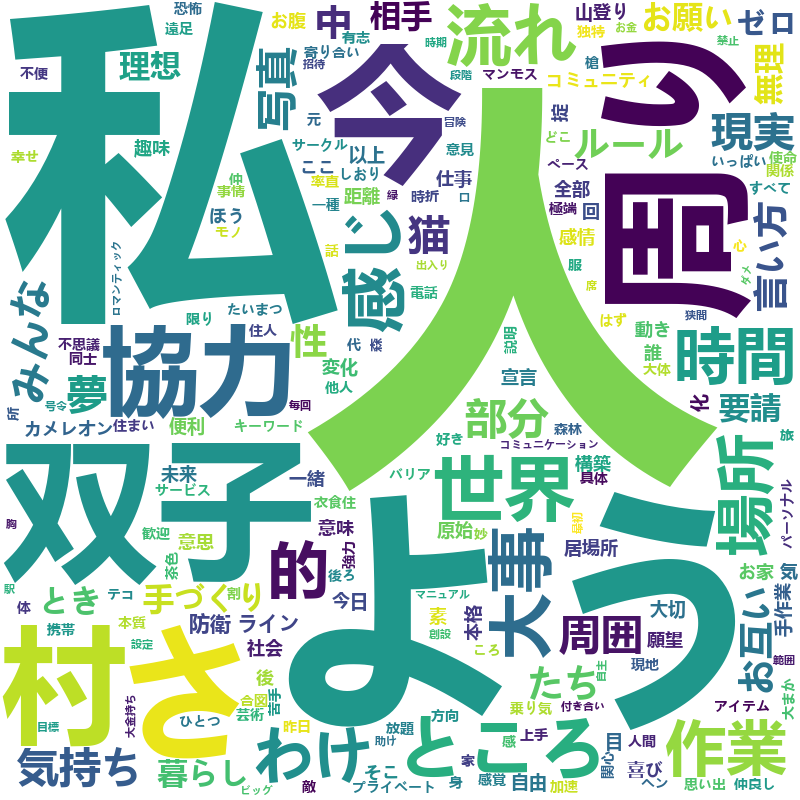 恐怖
遠足
お腹
中
相手
流れ
山登り
お願い
ゼロ
不便
理想
写真
寄り合い
有志
招待
時期
独特
お金
禁止
私
今
人
周り
段階
マンモス
槍
コミュニティ
無理
幸せ
趣味
元
冒険
サークル
ここ
以上
意見
掟
どこ
ルール
現実
仲
事情
率直
しおり
距離
仕事
ペース
いっぱい
使命
関係
すべて
一種
緑
時折
口
極端
全部
回
ほう
モノ
感じ
猫
感情
心
言い方
話
出入り
ロマンティック
みんな
たいまつ
電話
服
席
ダメ
限り
はず
狭間
不思議
同士
協力
住人
性
代
森
説明
動き
誰
大体
時間
夢
変化
他人
宣言
所
号令
住まい
毎回
化
要請
カメレオン
便利
キーワード
好き
部分
森林
コミュニケーション
旅
双子
未来
サービス
一緒
バリア
世界
構築
具体
場所
パーソナル
衣食住
胸
歓迎
意思
意味
強力
原始
妙
大事
最初
居場所
お家
気
茶色
的
後ろ
よう
駅
体
テコ
手づくり
割
今日
マニュアル
素
創設
本格
大切
お互い
手作業
範囲
とき
携帯
本質
設定
防衛
ライン
社会
ころ
周囲
願望
大まか
村
さ
後
合図
苦手
芸術
昨日
たち
自主
現地
大金持ち
ひとつ
放題
方向
乗り気
付き合い
アイテム
目標
わけ
助け
感
上手
ところ
目
人間
作業
気持ち
暮らし
ビッグ
敵
そこ
プライベート
家
身
感覚
自由
加速
関心
喜び
ヘン
思い出
仲良し